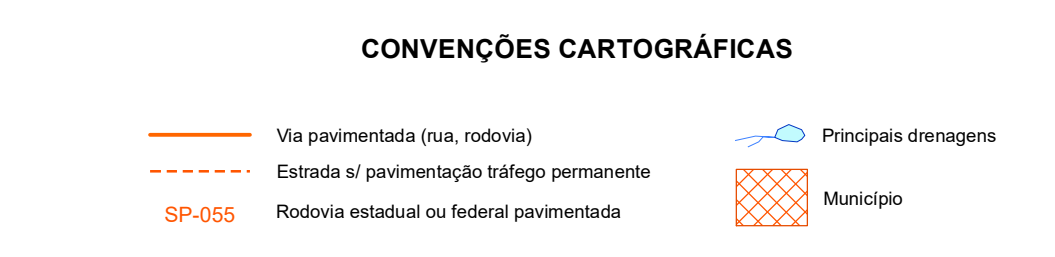 CONVENÇÕES CARTOGRÁFICAS
Via pavimentada (rua, rodovia)
Estrada s/ pavimentação tráfego permanente
SP-055 Rodovia estadual ou federal pavimentada
Principais drenagens
Município